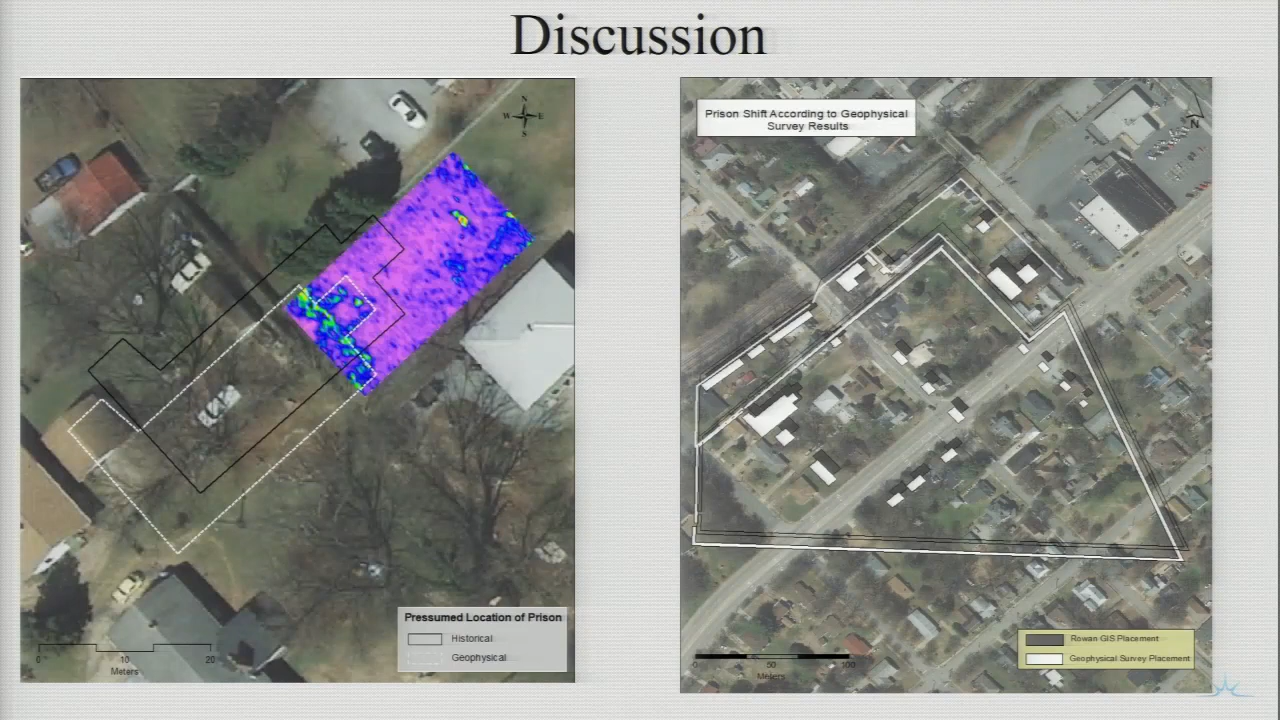 Discussion
N
W E
S
Pressumed Location of Prison
Historical
Geophysical
0 10 20
Meters
Prison Shift According to Geophysical
Survey Results
N
Rowan GIS Placement
Geophysical Survey Placement
0 50 100
Meters